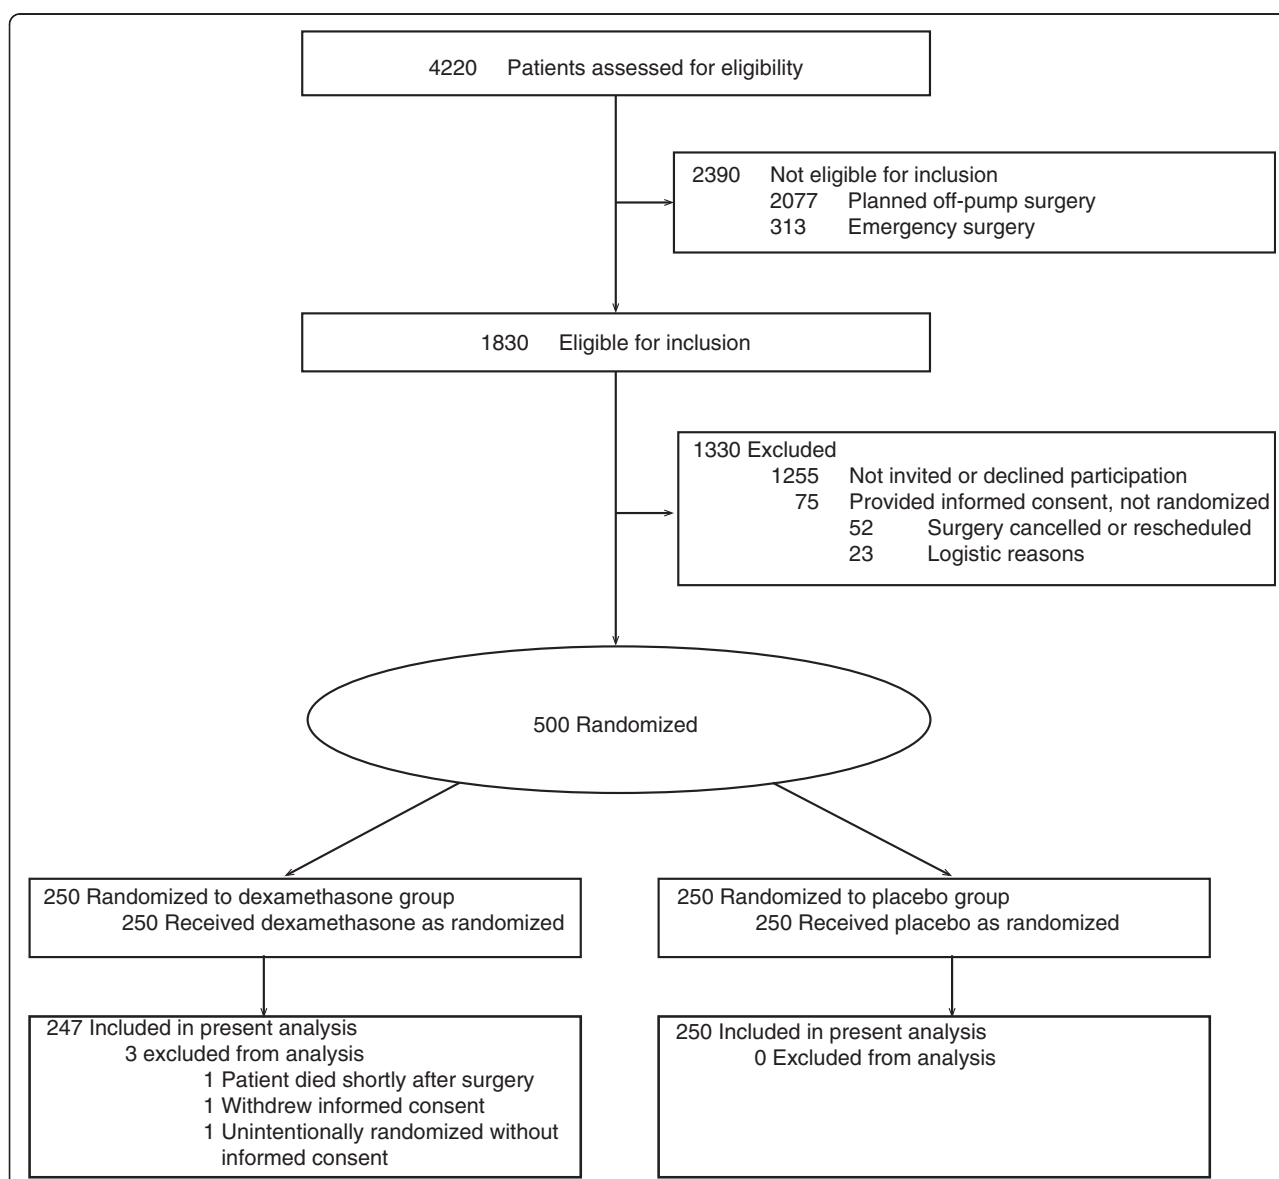 4220 Patients assessed for eligibility
2390 Not eligible for inclusion
2077 Planned off-pump surgery
313 Emergency surgery
1830 Eligible for inclusion
1330 Excluded
1255 Not invited or declined participation
75 Provided informed consent, not randomized
52 Surgery cancelled or rescheduled
23 Logistic reasons
500 Randomized
250 Randomized to dexamethasone group
250 Received dexamethasone as randomized
250 Randomized to placebo group
250 Received placebo as randomized
247 Included in present analysis
3 excluded from analysis
1 Patient died shortly after surgery
1 Withdrew informed consent
1 Unintentionally randomized without
informed consent
250 Included in present analysis
0 Excluded from analysis